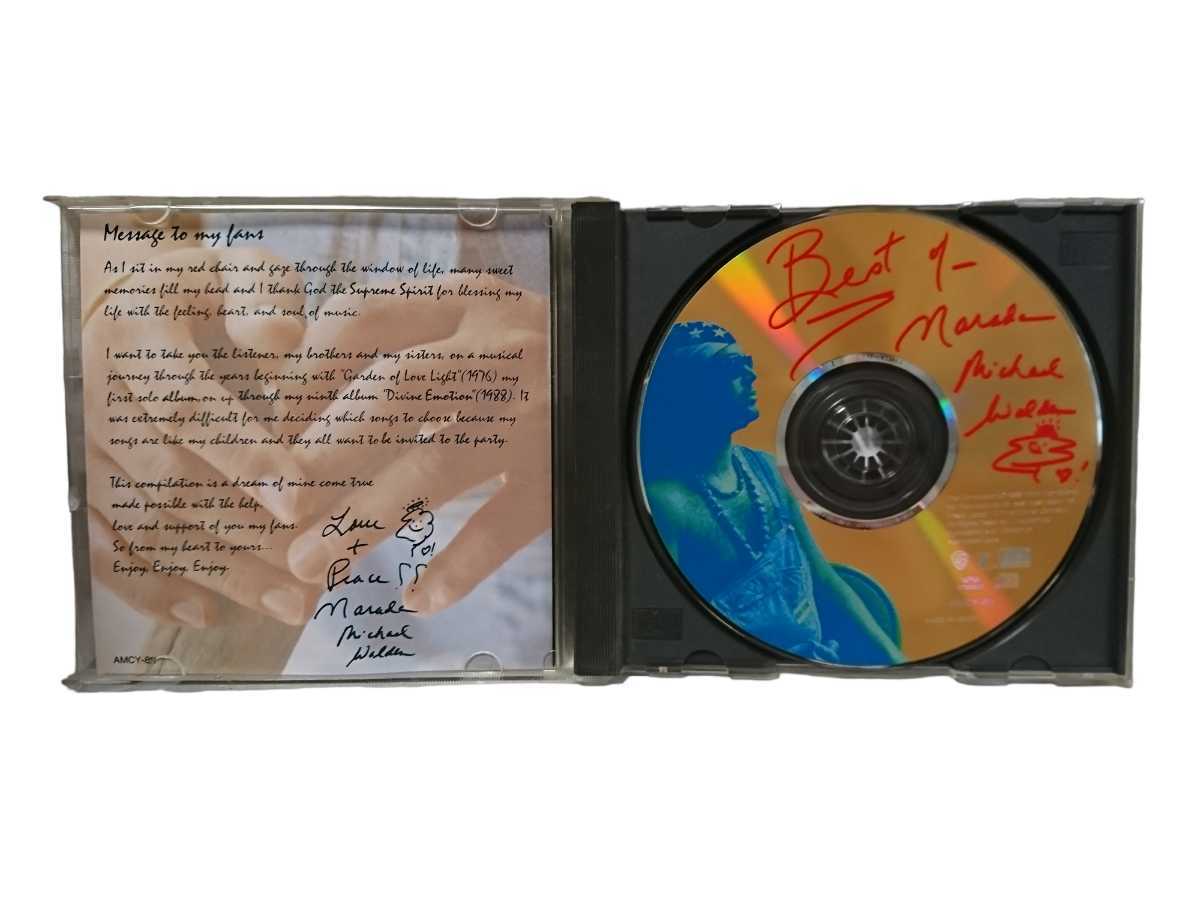 Message to my fans
As I sit in my red chair and gaze through the window of life, many sweet
memories fill my head and I thank God the Supreme Spirit for blessing my
life with the feeling, heart, and soul of music.
I want to take you the listener, my brothers and my sisters, on a musical
journey through the years beginning with "Garden of Love Light"(1976) my
first solo album, on up through my ninth album "Divine Emotion"(1988). It
was extremely difficult for me deciding which songs to choose because my
songs are like my children and they all want to be invited to the party.
This compilation is a dream of mine come true
made possible with the help,
love and support of you my fans.
So from my heart to yours...
Enjoy, Enjoy, Enjoy.
Love
+
Peace!!
Narada
Michael
Walden
AMCY-
Best of
Narada
Michael
Walden